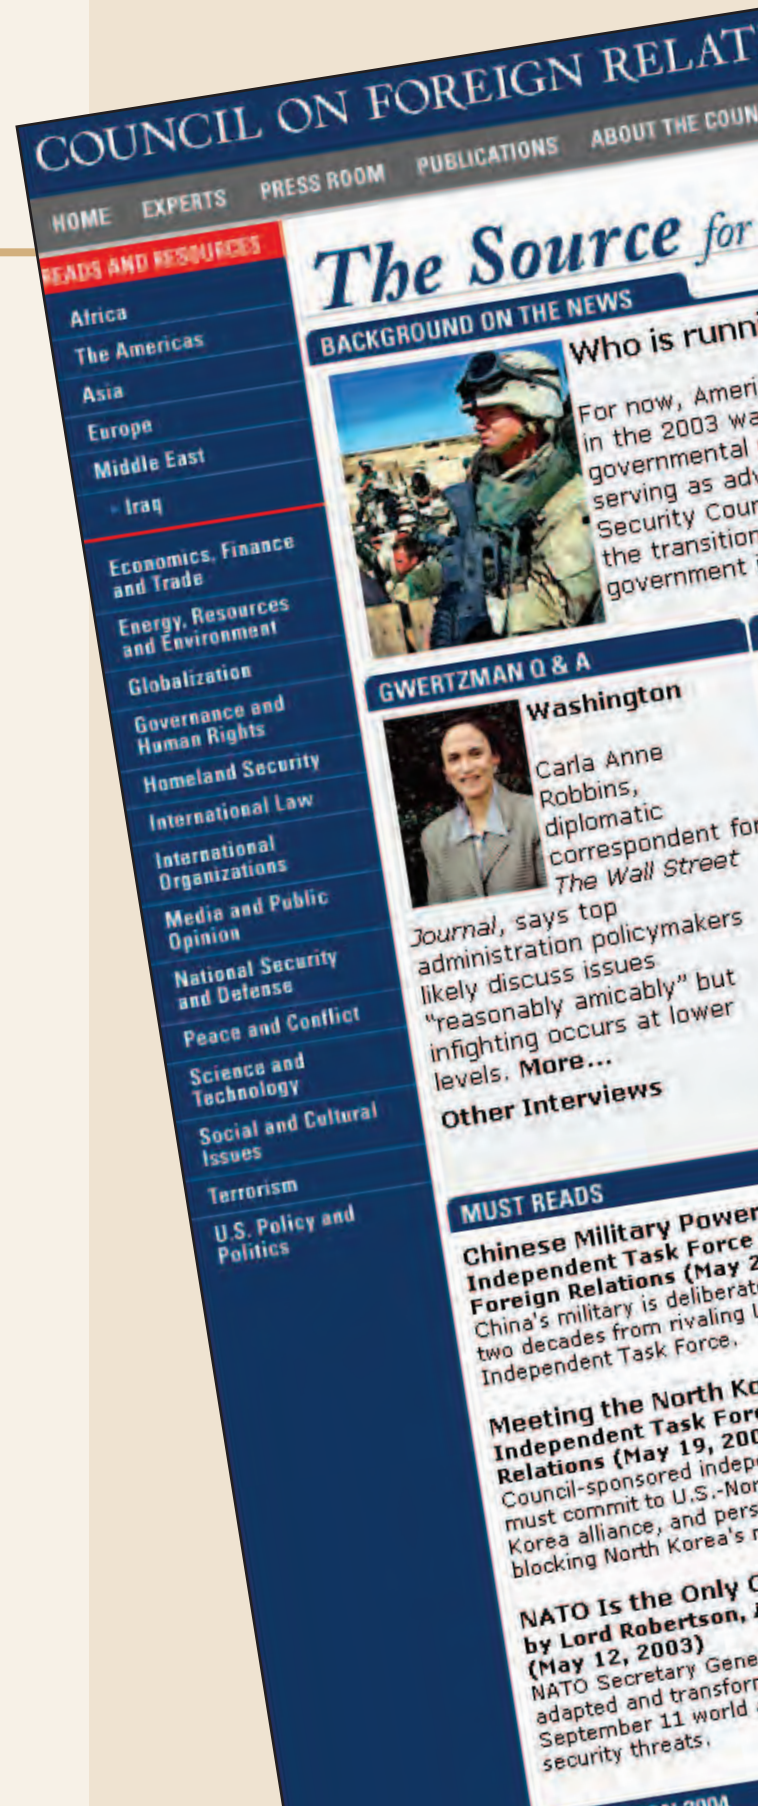 COUNCIL ON FOREIGN RELAT
HOME EXPERTS PRESS ROOM PUBLICATIONS ABOUT THE COUN
READS AND RESOURCES
Africa
The Americas
Asia
Europe
Middle East
Iraq
Economics, Finance
and Trade
Energy, Resources
and Environment
Globalization
Governance and
Human Rights
Homeland Security
International Law
International
Organizations
Media and Public
Opinion
National Security
and Defense
Peace and Conflict
Science and
Technology
Social and Cultural
Issues
Terrorism
U.S. Policy and
Politics
The Source for
BACKGROUND ON THE NEWS
Who is runni
For now, Ameri
in the 2003 wa
governmental
serving as adv
Security Coun
the transition
government i
GWERTZMAN Q & A
Washington
Carla Anne
Robbins,
diplomatic
correspondent for
The Wall Street
Journal, says top
administration policymakers
likely discuss issues
“reasonably amicably” but
infighting occurs at lower
levels. More...
Other Interviews
MUST READS
Chinese Military Power
Independent Task Force
Foreign Relations (May 2
China's military is deliberate
two decades from rivaling
Independent Task Force.
Meeting the North Ko
Independent Task Forc
Relations (May 19, 200
Council-sponsored indepe
must commit to U.S.-Nor
Korea alliance, and pers
blocking North Korea's
NATO Is the Only
by Lord Robertson,
(May 12, 2003)
NATO Secretary Gene
adapted and transform
September 11 world
security threats.
2004